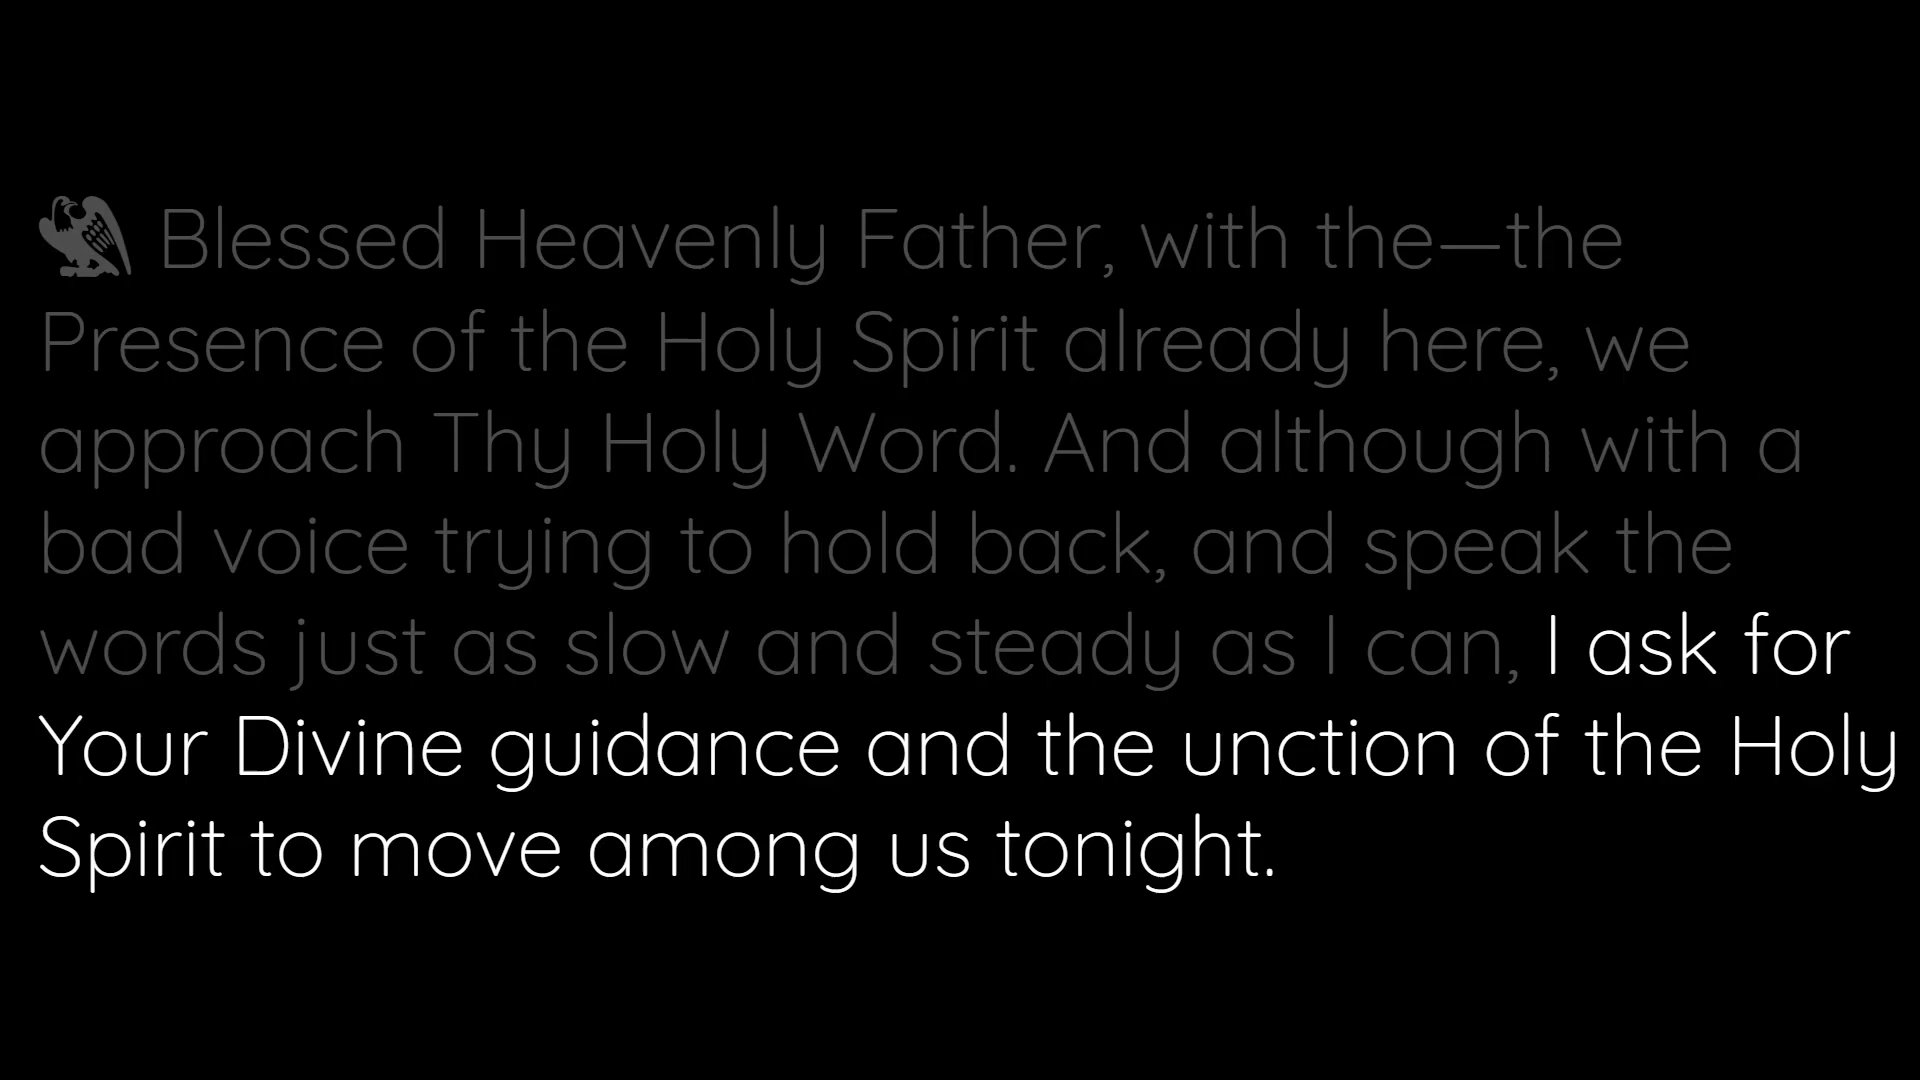 Blessed Heavenly Father, with the—the
Presence of the Holy Spirit already here, we
approach Thy Holy Word. And although with a
bad voice trying to hold back, and speak the
words just as slow and steady as I can, I ask for
Your Divine guidance and the unction of the Holy
Spirit to move among us tonight.